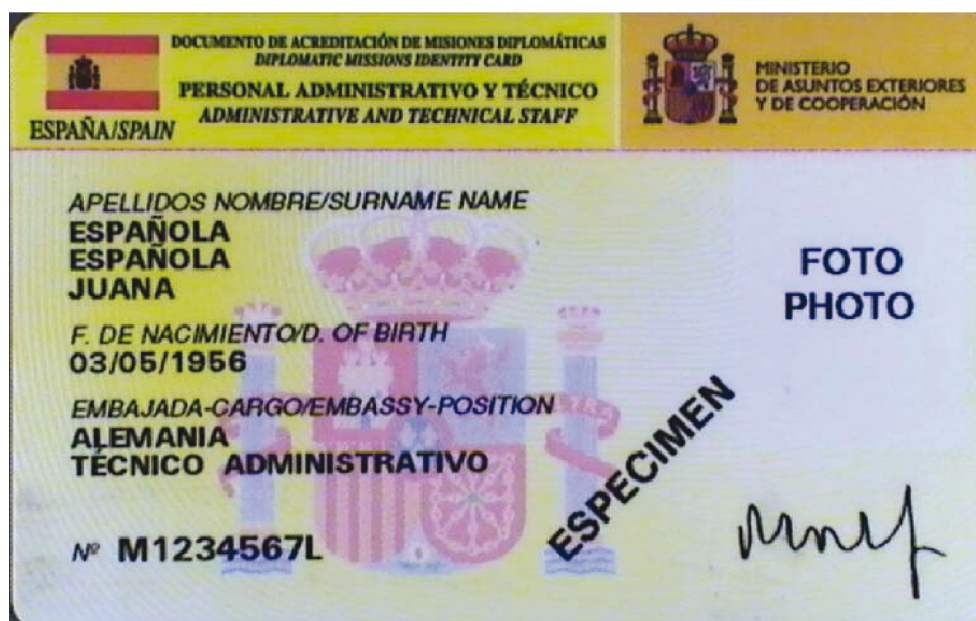 DOCUMENTO DE ACREDITACIÓN DE MISIONES DIPLOMÁTICAS
DIPLOMATIC MISSIONS IDENTITY CARD
PERSONAL ADMINISTRATIVO Y TÉCNICO
ADMINISTRATIVE AND TECHNICAL STAFF
ESPAÑA/SPAIN
MINISTERIO
DE ASUNTOS EXTERIORES
Y DE COOPERACIÓN
APELLIDOS NOMBRE/SURNAME NAME
ESPAÑOLA
ESPAÑOLA
JUANA
F. DE NACIMIENTO/D. OF BIRTH
03/05/1956
EMBAJADA-CARGO/EMBASSY-POSITION
ALEMANIA
TÉCNICO ADMINISTRATIVO
Nº M1234567L
FOTO
PHOTO
ESPECIMEN